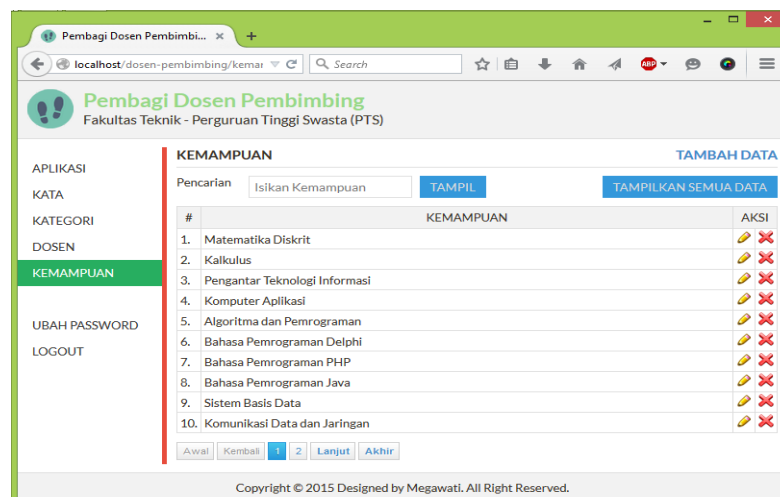 Pembagi Dosen Pembimbi...
localhost/dosen-pembimbing/kemar
Search
ABP
Pembagi Dosen Pembimbing
Fakultas Teknik - Perguruan Tinggi Swasta (PTS)
APLIKASI
KATA
KATEGORI
DOSEN
KEMAMPUAN
UBAH PASSWORD
LOGOUT
KEMAMPUAN TAMBAH DATA
Pencarian Isikan Kemampuan TAMPIL TAMPILKAN SEMUA DATA
# KEMAMPUAN AKSI
1. Matematika Diskrit
2. Kalkulus
3. Pengantar Teknologi Informasi
4. Komputer Aplikasi
5. Algoritma dan Pemrograman
6. Bahasa Pemrograman Delphi
7. Bahasa Pemrograman PHP
8. Bahasa Pemrograman Java
9. Sistem Basis Data
10. Komunikasi Data dan Jaringan
Awal Kembali 1 2 Lanjut Akhir
Copyright © 2015 Designed by Megawati. All Right Reserved.